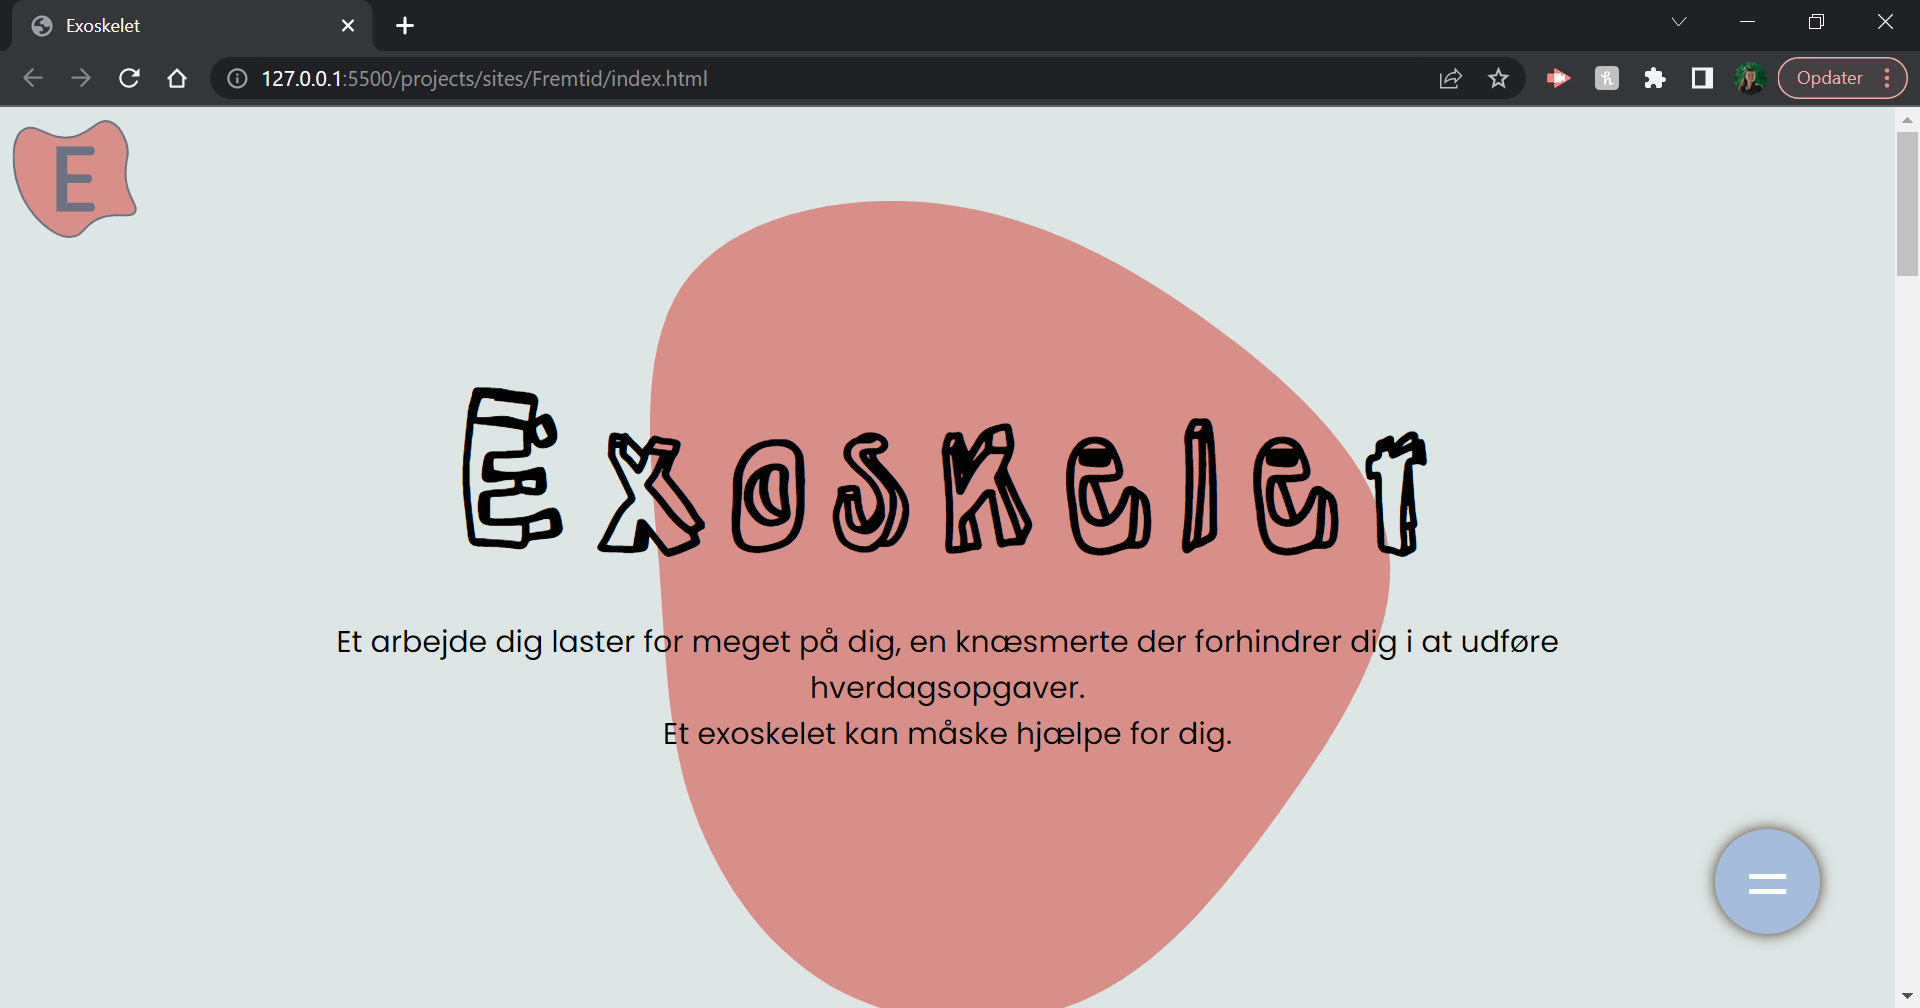 Exoskelet
127.0.0.1:5500/projects/sites/Fremtid/index.html
Opdater
E
Exoskelet
Et arbejde dig laster for meget på dig, en knæsmerte der forhindrer dig i at udføre
hverdagsopgaver.
Et exoskelet kan måske hjælpe for dig.